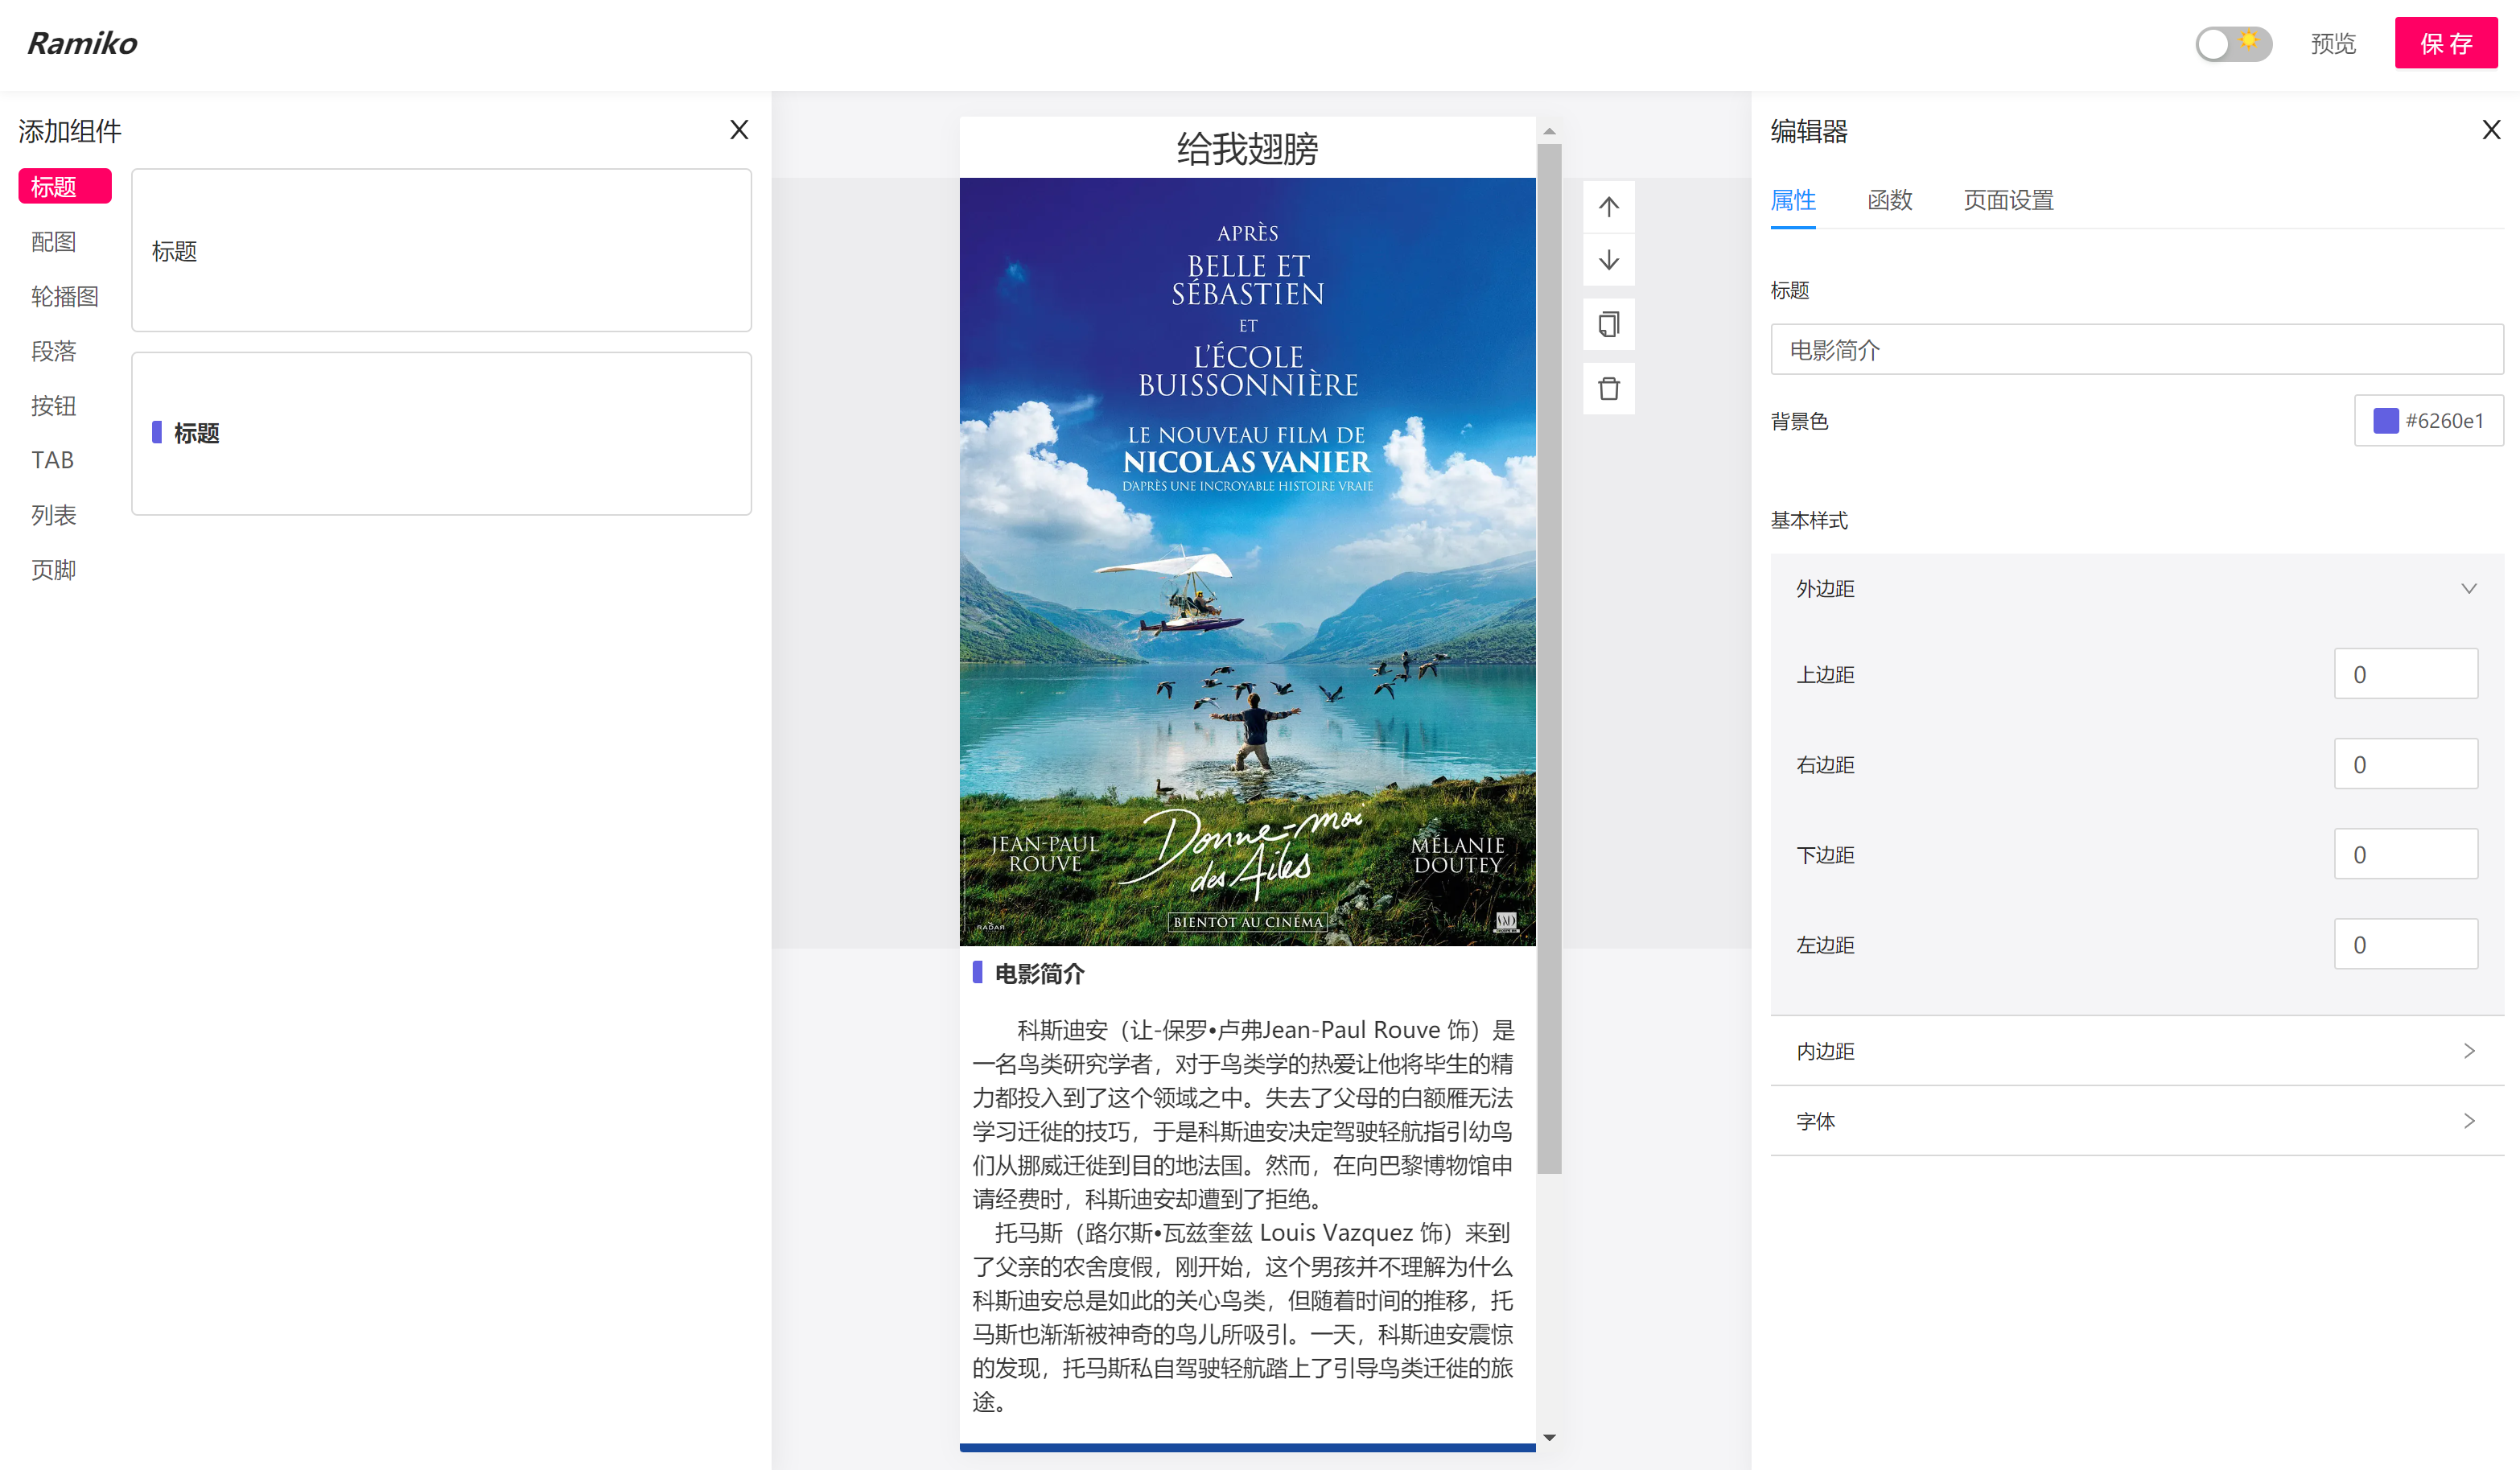 Ramiko
预览
保 存
添加组件
X
标题
配图
轮播图
段落
按钮
TAB
列表
页脚
标题
标题
给我翅膀
APRÈS
BELLE ET
SÉBASTIEN
ET
L'ÉCOLE
BUISSONNIÈRE
LE NOUVEAU FILM DE
NICOLAS VANIER
D'APRÈS UNE INCROYABLE HISTOIRE VRAIE
JEAN-PAUL
ROUVE
Donne-moi
des Ailes
MÉLANIE
DOUTEY
BIENTÔT AU CINÉMA
RADAR
电影简介
科斯迪安（让-保罗•卢弗Jean-Paul Rouve 饰）是
一名鸟类研究学者，对于鸟类学的热爱让他将毕生的精
力都投入到了这个领域之中。失去了父母的白额雁无法
学习迁徙的技巧，于是科斯迪安决定驾驶轻航指引幼鸟
们从挪威迁徙到目的地法国。然而，在向巴黎博物馆申
请经费时，科斯迪安却遭到了拒绝。
托马斯（路尔斯•瓦兹奎兹 Louis Vazquez 饰）来到
了父亲的农舍度假，刚开始，这个男孩并不理解为什么
科斯迪安总是如此的关心鸟类，但随着时间的推移，托
马斯也渐渐被神奇的鸟儿所吸引。一天，科斯迪安震惊
的发现，托马斯私自驾驶轻航踏上了引导鸟类迁徙的旅
途。
编辑器
X
属性
函数
页面设置
标题
电影简介
背景色
#6260e1
基本样式
外边距
上边距
0
右边距
0
下边距
0
左边距
0
内边距
字体